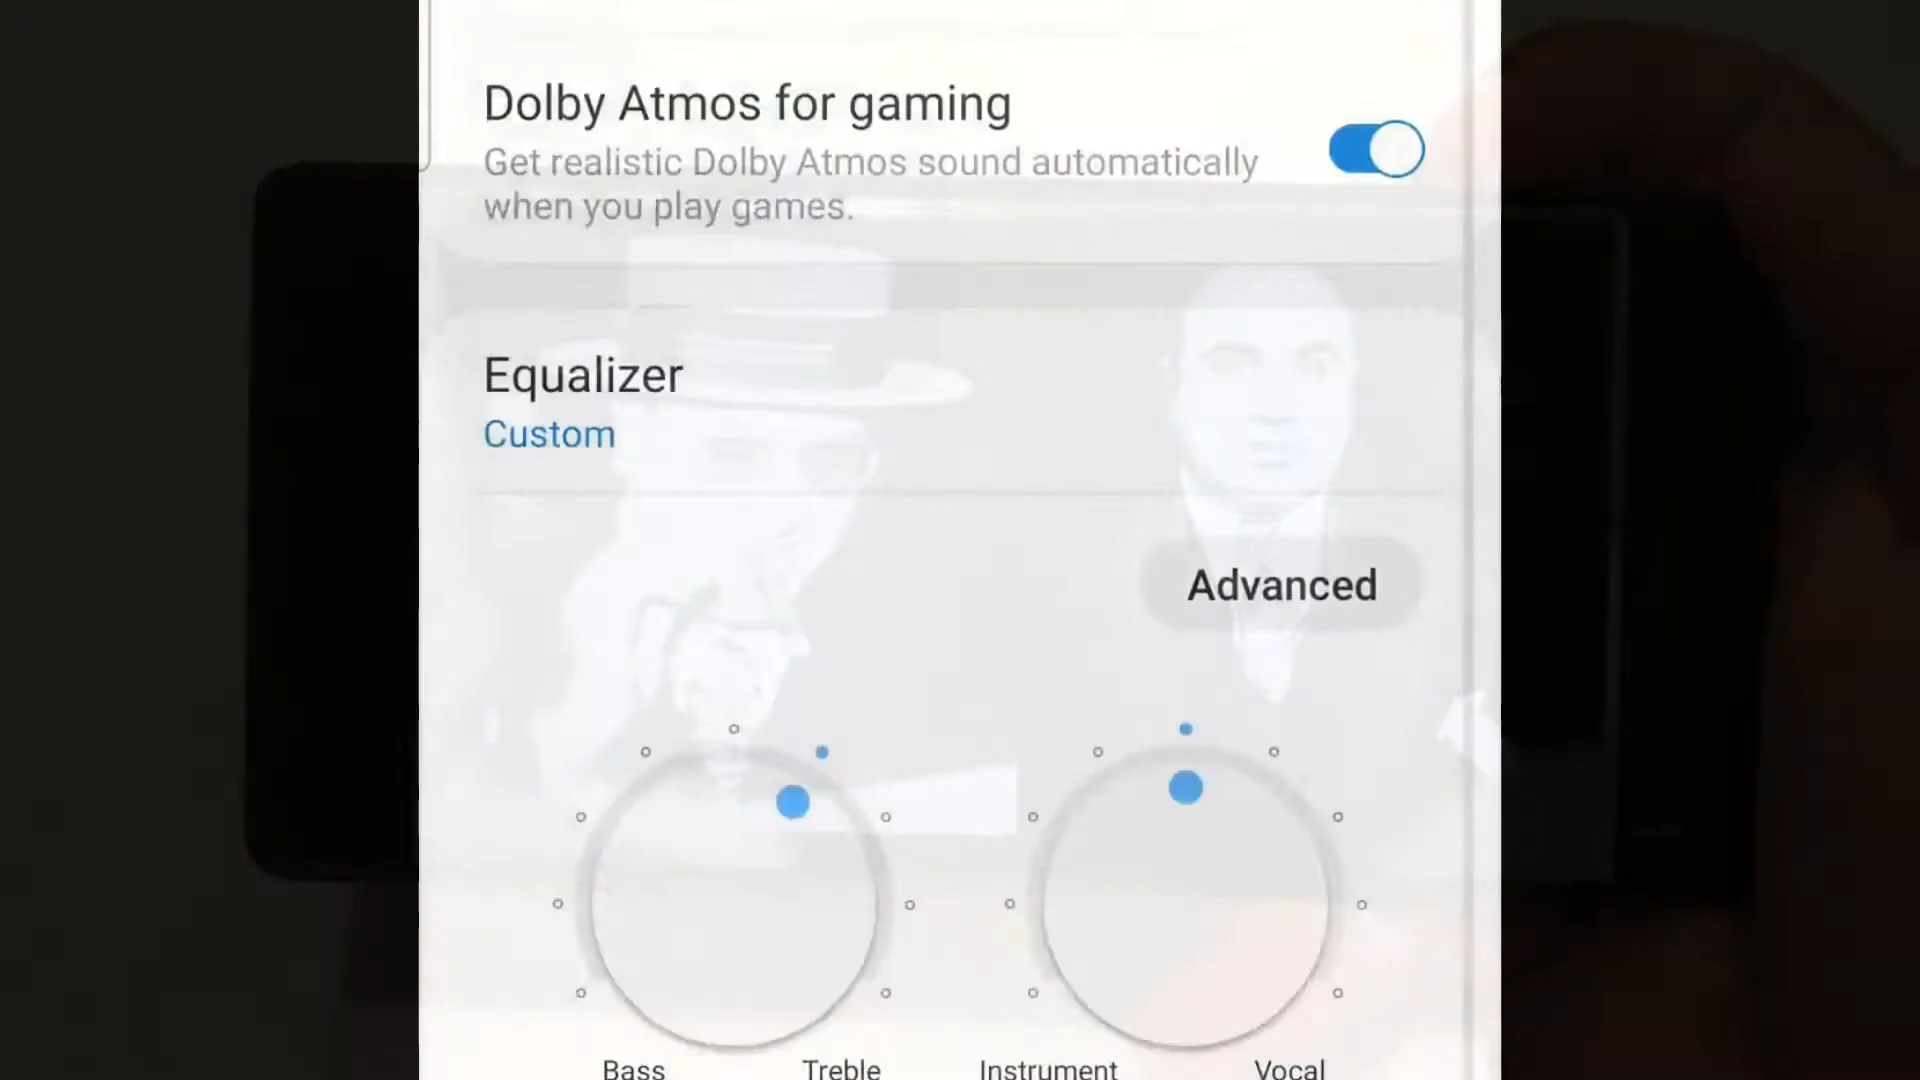 Dolby Atmos for gaming
Get realistic Dolby Atmos sound automatically
when you play games.
Equalizer
Custom
Advanced
Bass Treble Instrument Vocal